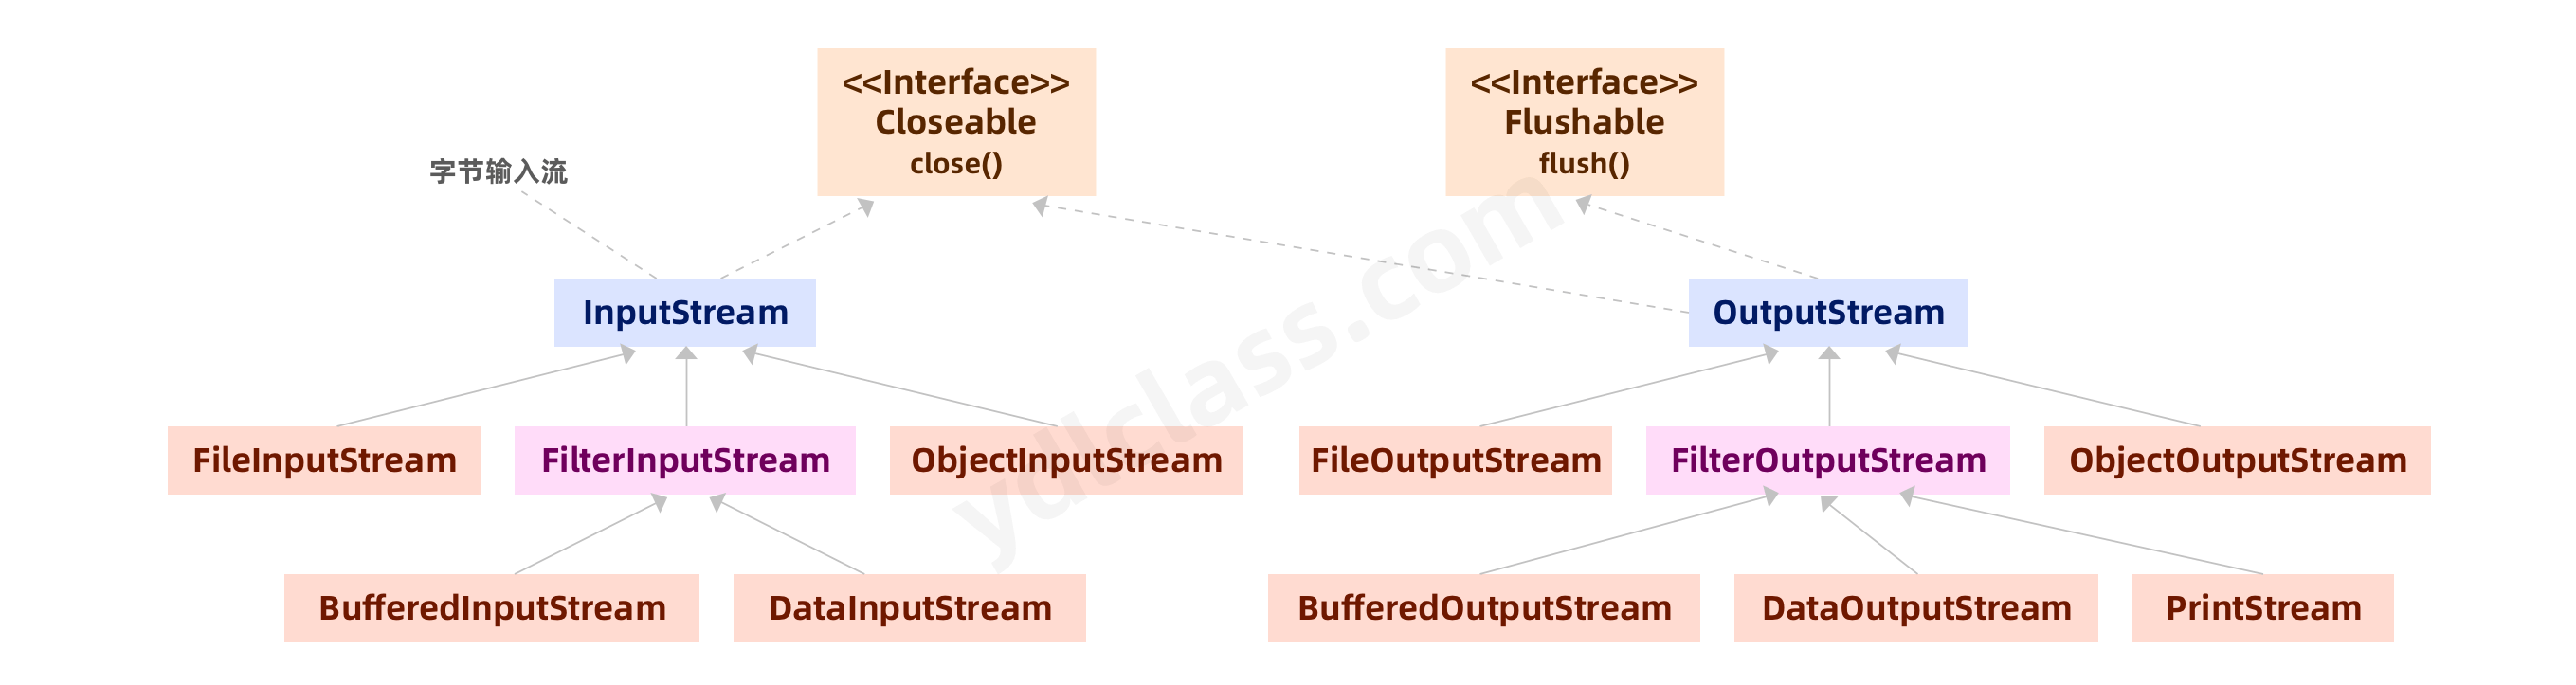 <<Interface>>
Closeable
close()
<<Interface>>
Flushable
flush()
字节输入流
InputStream
OutputStream
FileInputStream
FilterInputStream
ObjectInputStream
FileOutputStream
FilterOutputStream
ObjectOutputStream
BufferedInputStream
DataInputStream
BufferedOutputStream
DataOutputStream
PrintStream
ydlclass.com